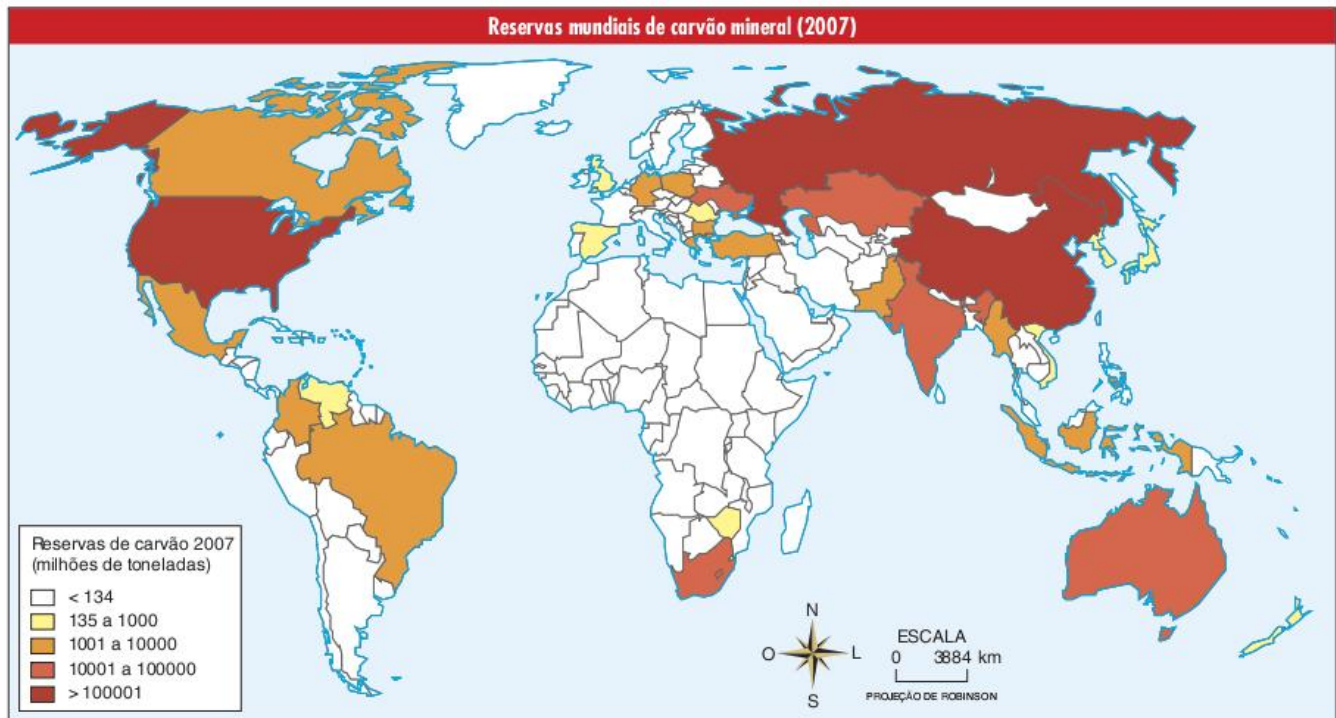 Reservas mundiais de carvão mineral (2007)
Reservas de carvão 2007
(milhões de toneladas)
< 134
135 a 1000
1001 a 10000
10001 a 100000
> 100001
N
O
L
S
ESCALA
0 3884 km
PROJEÇÃO DE ROBINSON